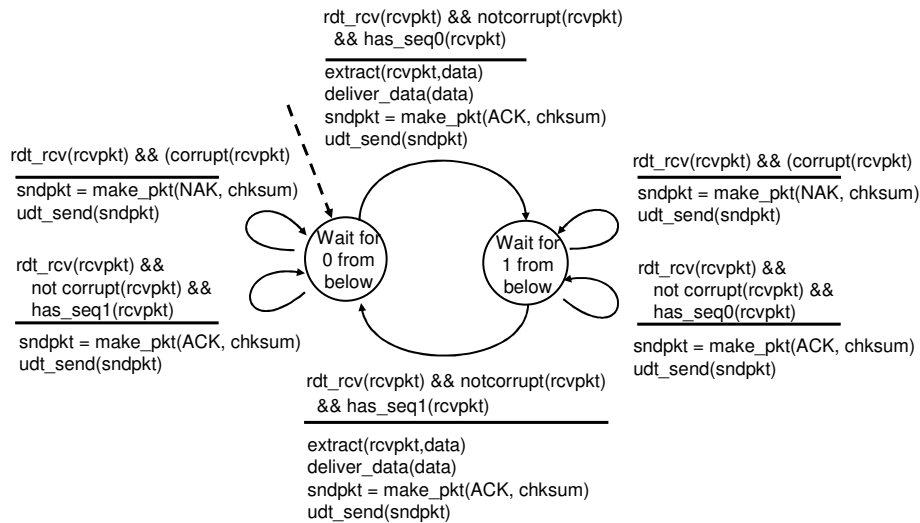 rdt_rcv(rcvpkt) && notcorrupt(rcvpkt)
&& has_seq0(rcvpkt)
extract(rcvpkt,data)
deliver_data(data)
sndpkt = make_pkt(ACK, chksum)
udt_send(sndpkt)
rdt_rcv(rcvpkt) && (corrupt(rcvpkt)
sndpkt = make_pkt(NAK, chksum)
udt_send(sndpkt)
rdt_rcv(rcvpkt) &&
not corrupt(rcvpkt) &&
has_seq1(rcvpkt)
sndpkt = make_pkt(ACK, chksum)
udt_send(sndpkt)
Wait for
0 from
below
Wait for
1 from
below
rdt_rcv(rcvpkt) && (corrupt(rcvpkt)
sndpkt = make_pkt(NAK, chksum)
udt_send(sndpkt)
rdt_rcv(rcvpkt) &&
not corrupt(rcvpkt) &&
has_seq0(rcvpkt)
sndpkt = make_pkt(ACK, chksum)
udt_send(sndpkt)
rdt_rcv(rcvpkt) && notcorrupt(rcvpkt)
&& has_seq1(rcvpkt)
extract(rcvpkt,data)
deliver_data(data)
sndpkt = make_pkt(ACK, chksum)
udt_send(sndpkt)